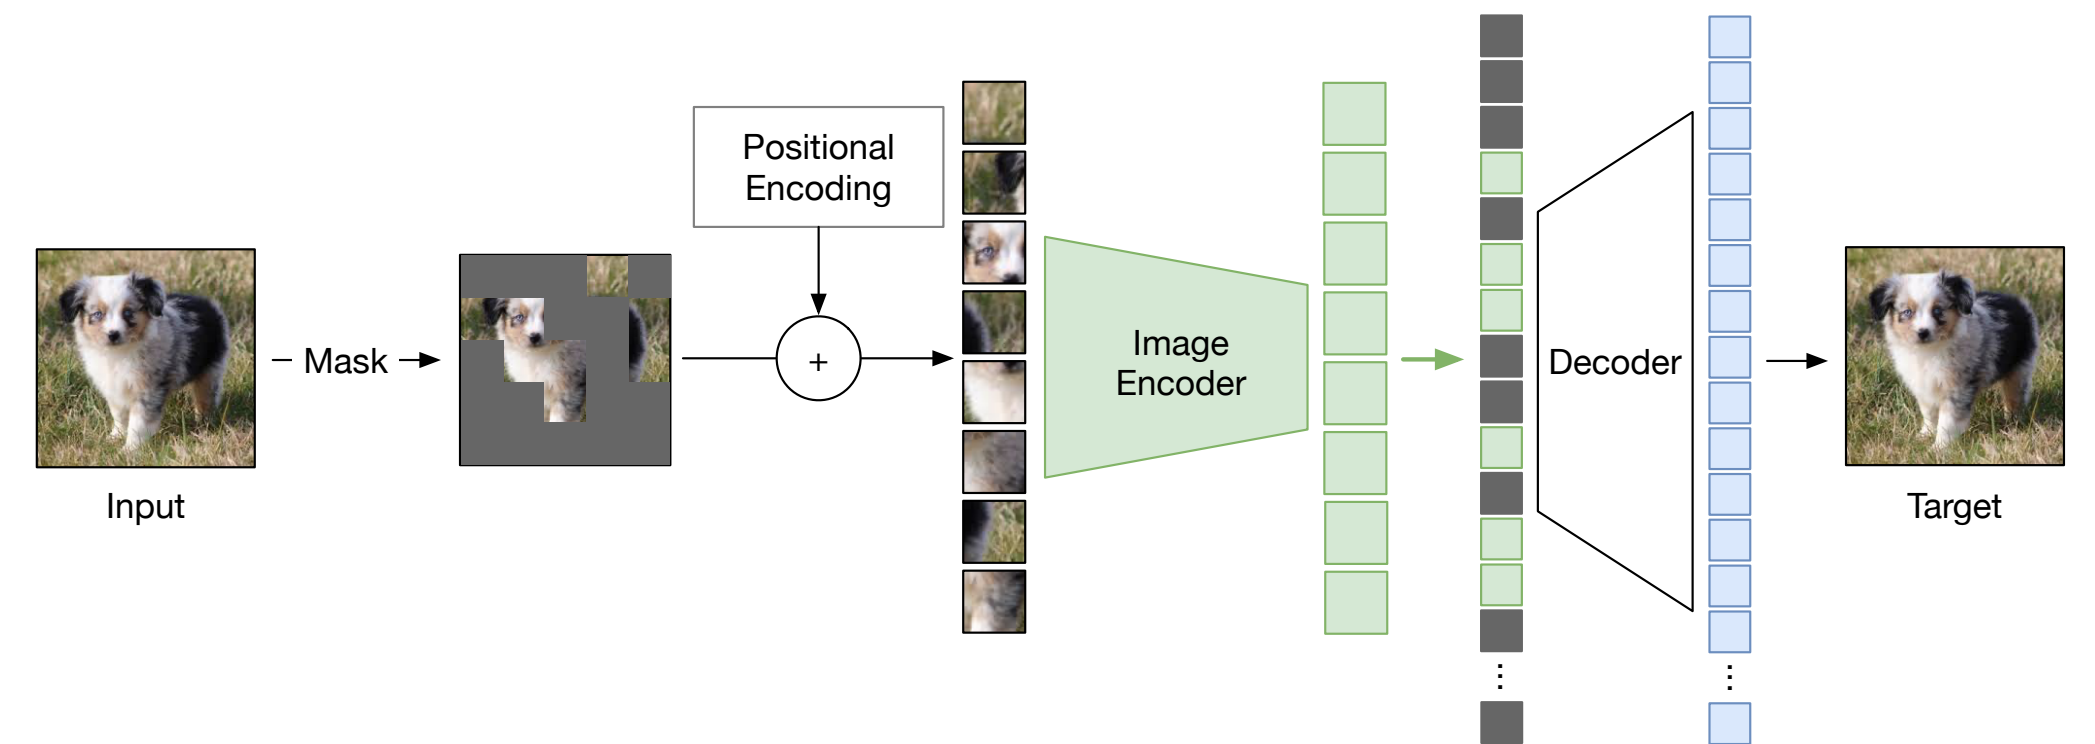 Positional
Encoding
Mask
+
Image
Encoder
Decoder
Input
Target